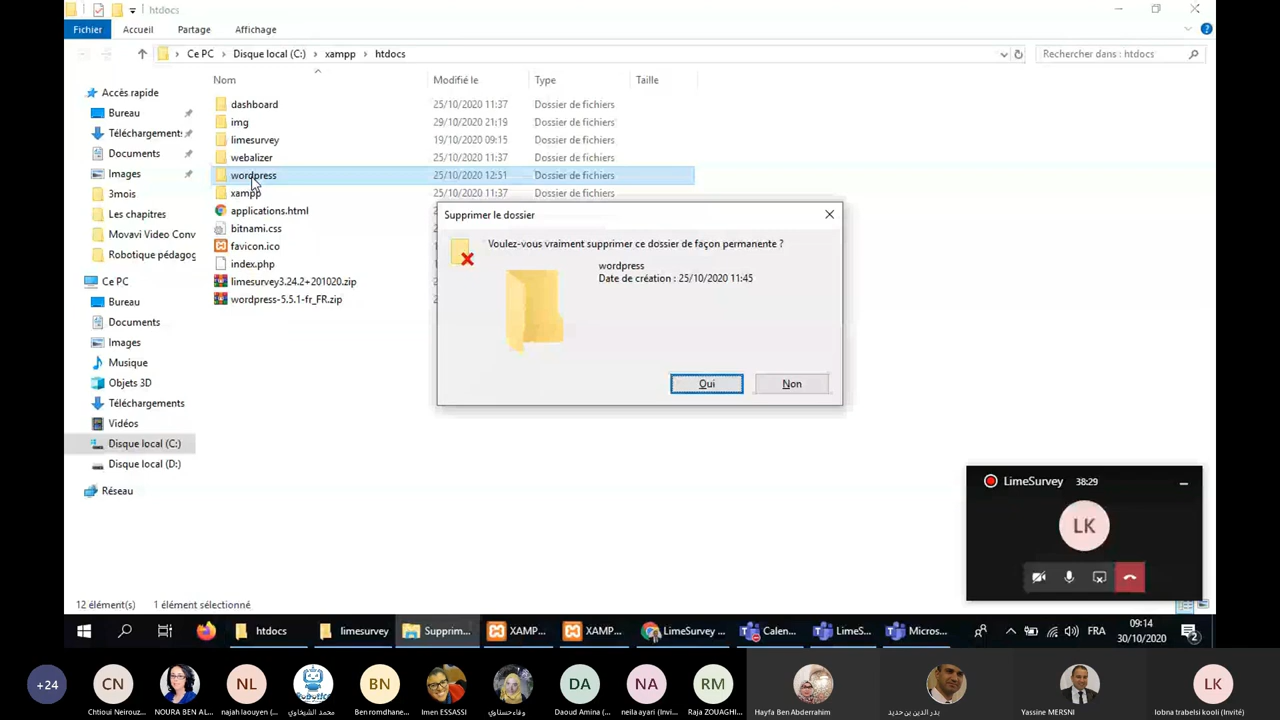 htdocs
Fichier Accueil Partage Affichage
Ce PC Disque local (C:) xampp htdocs
Rechercher dans : htdocs
Nom Modifié le Type Taille
Accès rapide
Bureau
Téléchargement:
Documents
Images
3mois
Les chapitres
Movavi Video Conv
Robotique pédagog
Ce PC
Bureau
Documents
Images
Musique
Objets 3D
Téléchargements
Vidéos
Disque local (C:)
Disque local (D:)
Réseau
dashboard 25/10/2020 11:37 Dossier de fichiers
img 29/10/2020 21:19 Dossier de fichiers
limesurvey 19/10/2020 09:15 Dossier de fichiers
webalizer 25/10/2020 11:37 Dossier de fichiers
wordpress 25/10/2020 12:51 Dossier de fichiers
xampp 25/10/2020 11:37 Dossier de fichiers
applications.html
bitnami.css
favicon.ico
index.php
limesurvey3.24.2+201020.zip
wordpress-5.5.1-fr_FR.zip
Supprimer le dossier
Voulez-vous vraiment supprimer ce dossier de façon permanente ?
wordpress
Date de création : 25/10/2020 11:45
Oui Non
LimeSurvey 38:29
LK
12 élément(s) 1 élément sélectionné
htdocs limesurvey Supprim... XAMP... XAMP... LimeSurvey ... Calen... LimeS... Micros... FRA
09:14
30/10/2020
2
+24 CN NL BN DA NA RM LK
Chtioui Neirouz... NOURA BEN AL... najah laouyen (... محمد الشيخاوي Ben romdhane... Imen ESSASSI وفاء حسناوي Daoud Amina (... neila ayari (Invi... Raja ZOUAGHI... Hayfa Ben Abderrahim بدر الدين بن حديد Yassine MERSNI lobna trabelsi kooli (Invité)